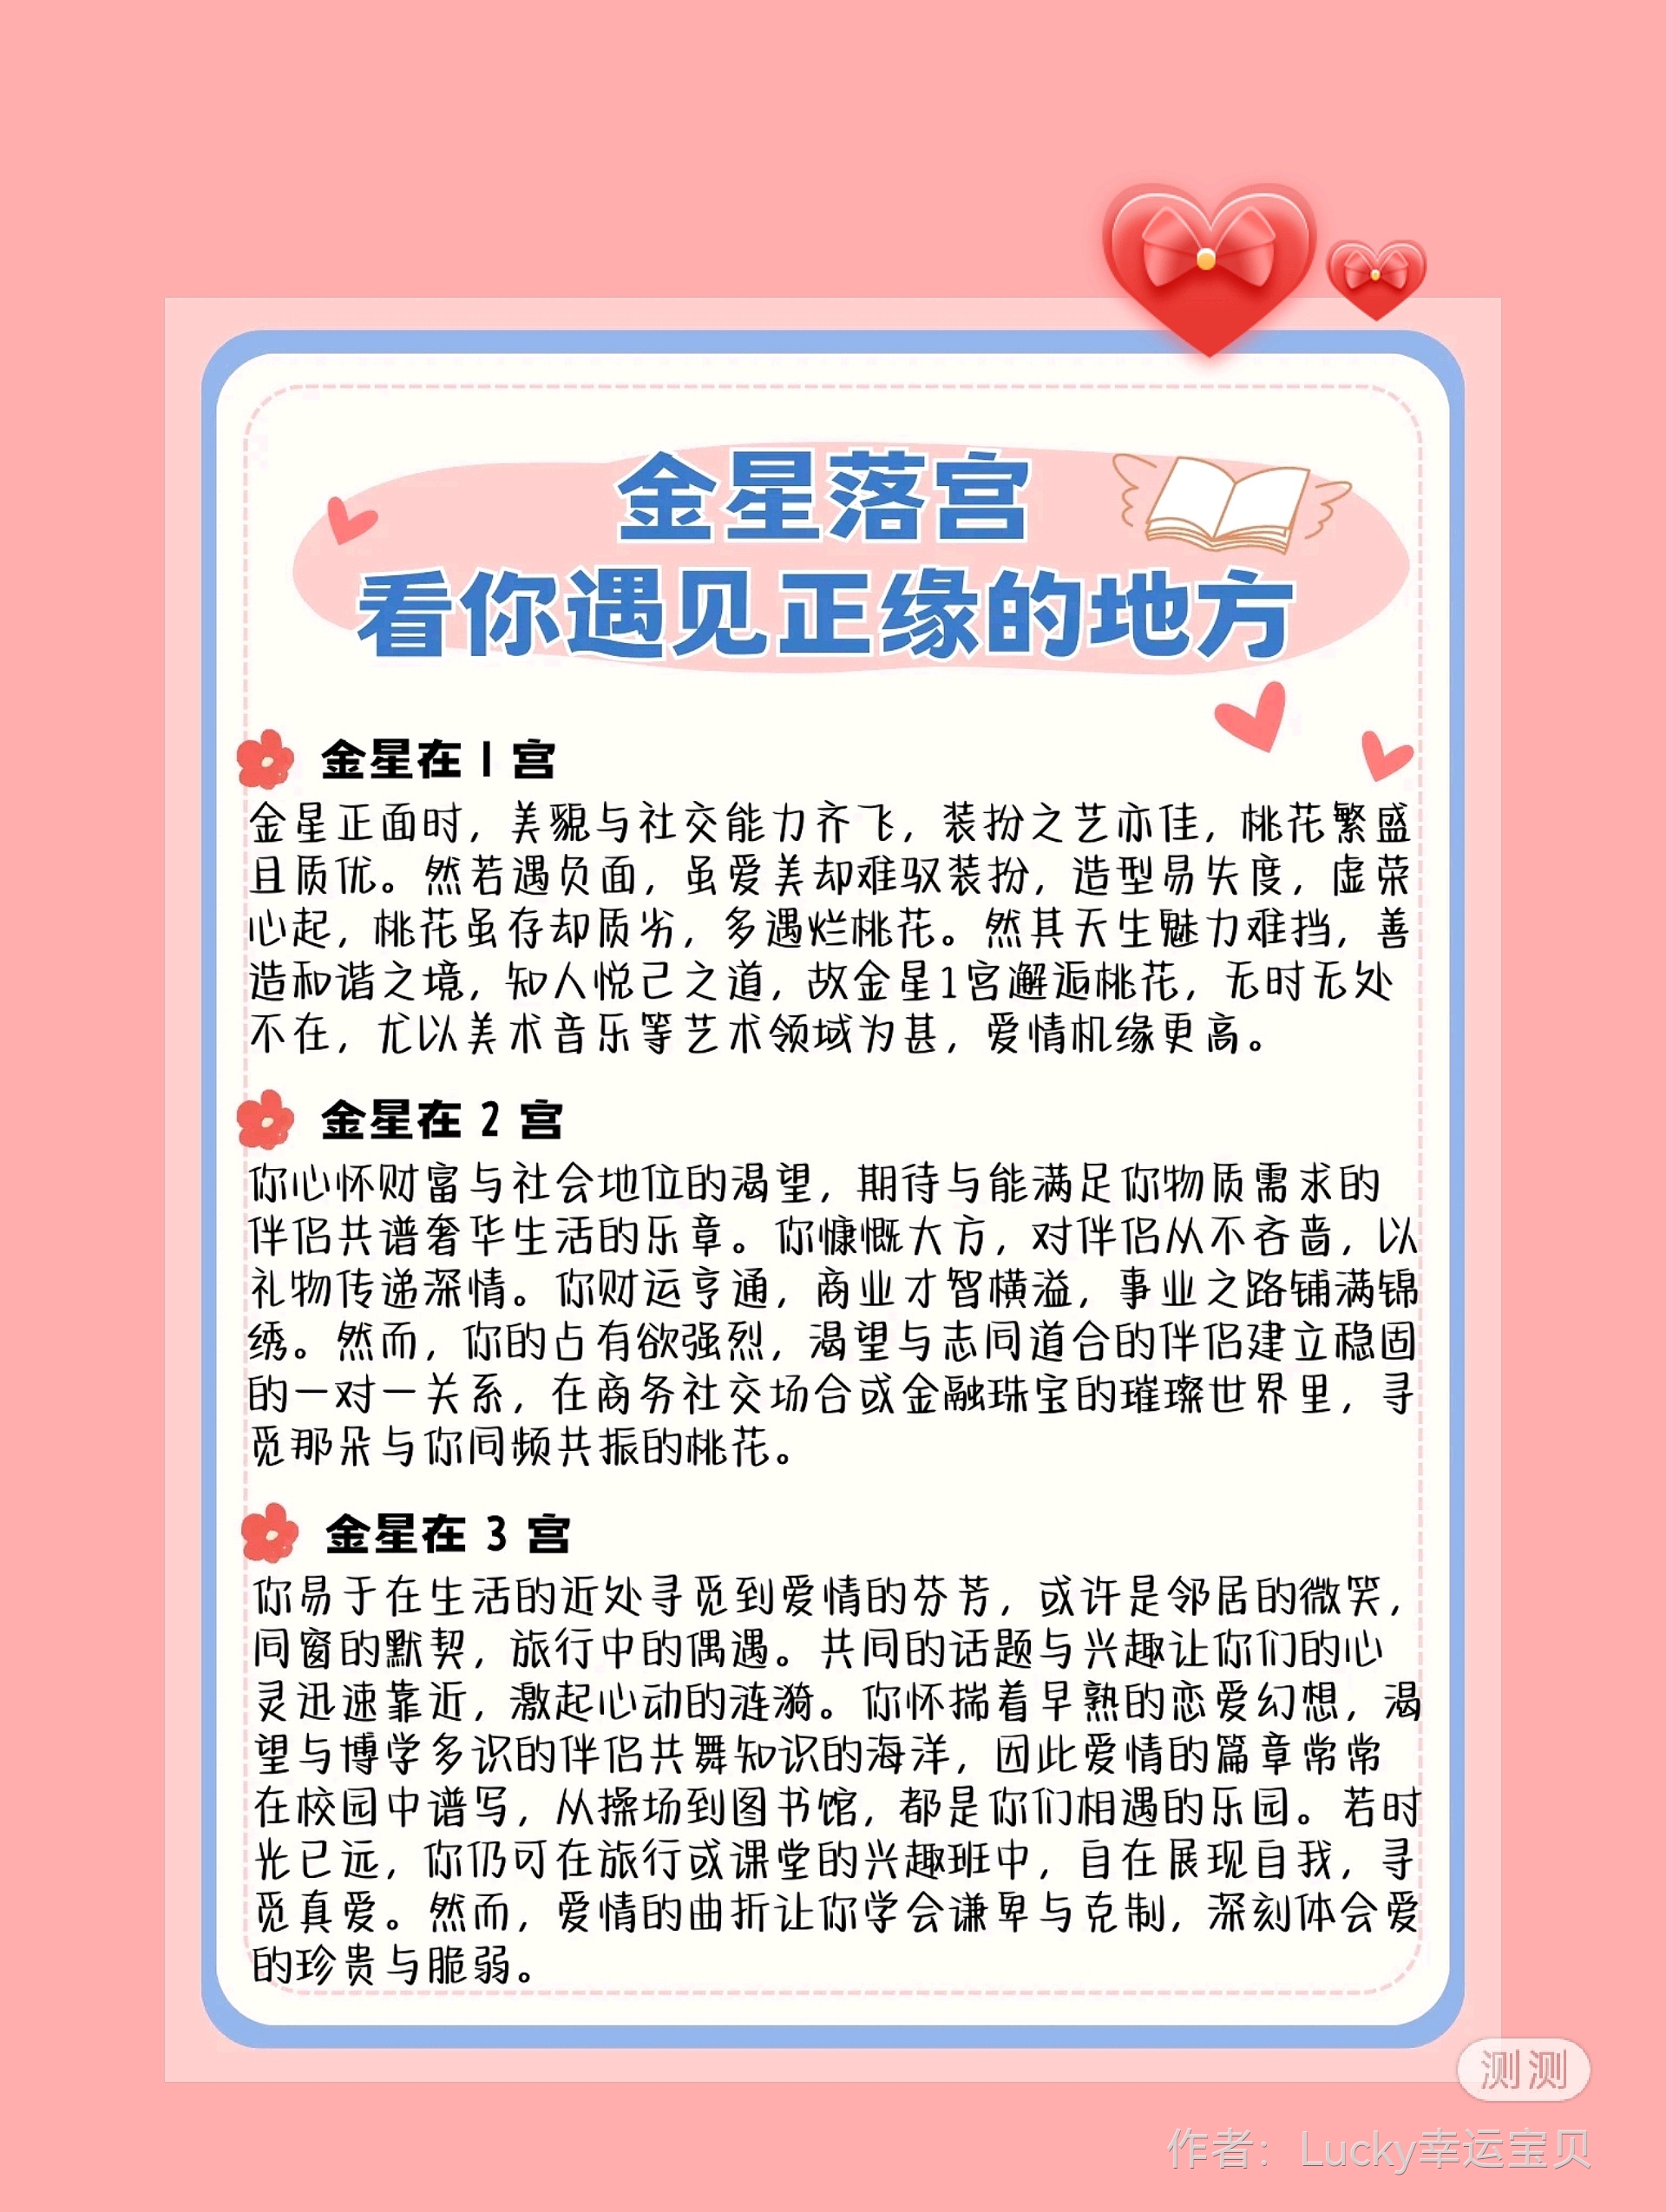 金星落宫
看你遇见正缘的地方
金星在 1 宫
金星正面时，美貌与社交能力齐飞，装扮之艺亦佳，桃花繁盛
且质优。然若遇负面，虽爱美却难驭装扮，造型易失度，虚荣
心起，桃花虽存却质劣，多遇烂桃花。然其天生魅力难挡，善
造和谐之境，知人悦己之道，故金星1宫邂逅桃花，无时无处
不在，尤以美术音乐等艺术领域为甚，爱情机缘更高。
金星在 2 宫
你心怀财富与社会地位的渴望，期待与能满足你物质需求的
伴侣共谱奢华生活的乐章。你慷慨大方，对伴侣从不吝啬，以
礼物传递深情。你财运亨通，商业才智横溢，事业之路铺满锦
绣。然而，你的占有欲强烈，渴望与志同道合的伴侣建立稳固
的一对一关系，在商务社交场合或金融珠宝的璀璨世界里，寻
觅那朵与你同频共振的桃花。
金星在 3 宫
你易于在生活的近处寻觅到爱情的芬芳，或许是邻居的微笑，
同窗的默契，旅行中的偶遇。共同的话题与兴趣让你们的心
灵迅速靠近，激起心动的涟漪。你怀揣着早熟的恋爱幻想，渴
望与博学多识的伴侣共舞知识的海洋，因此爱情的篇章常常
在校园中谱写，从操场到图书馆，都是你们相遇的乐园。若时
光已远，你仍可在旅行或课堂的兴趣班中，自在展现自我，寻
觅真爱。然而，爱情的曲折让你学会谦卑与克制，深刻体会爱
的珍贵与脆弱。
测测
作者：Lucky幸运宝贝